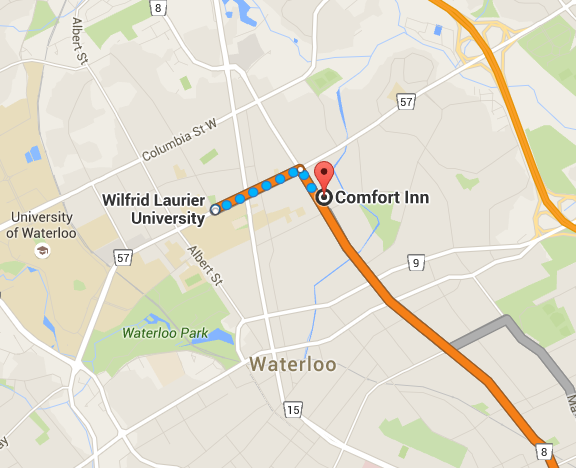 8
Albert St
57
Columbia St W
Wilfrid Laurier
University
Comfort Inn
University
of Waterloo
57
Albert St
9
Waterloo Park
Waterloo
15
8